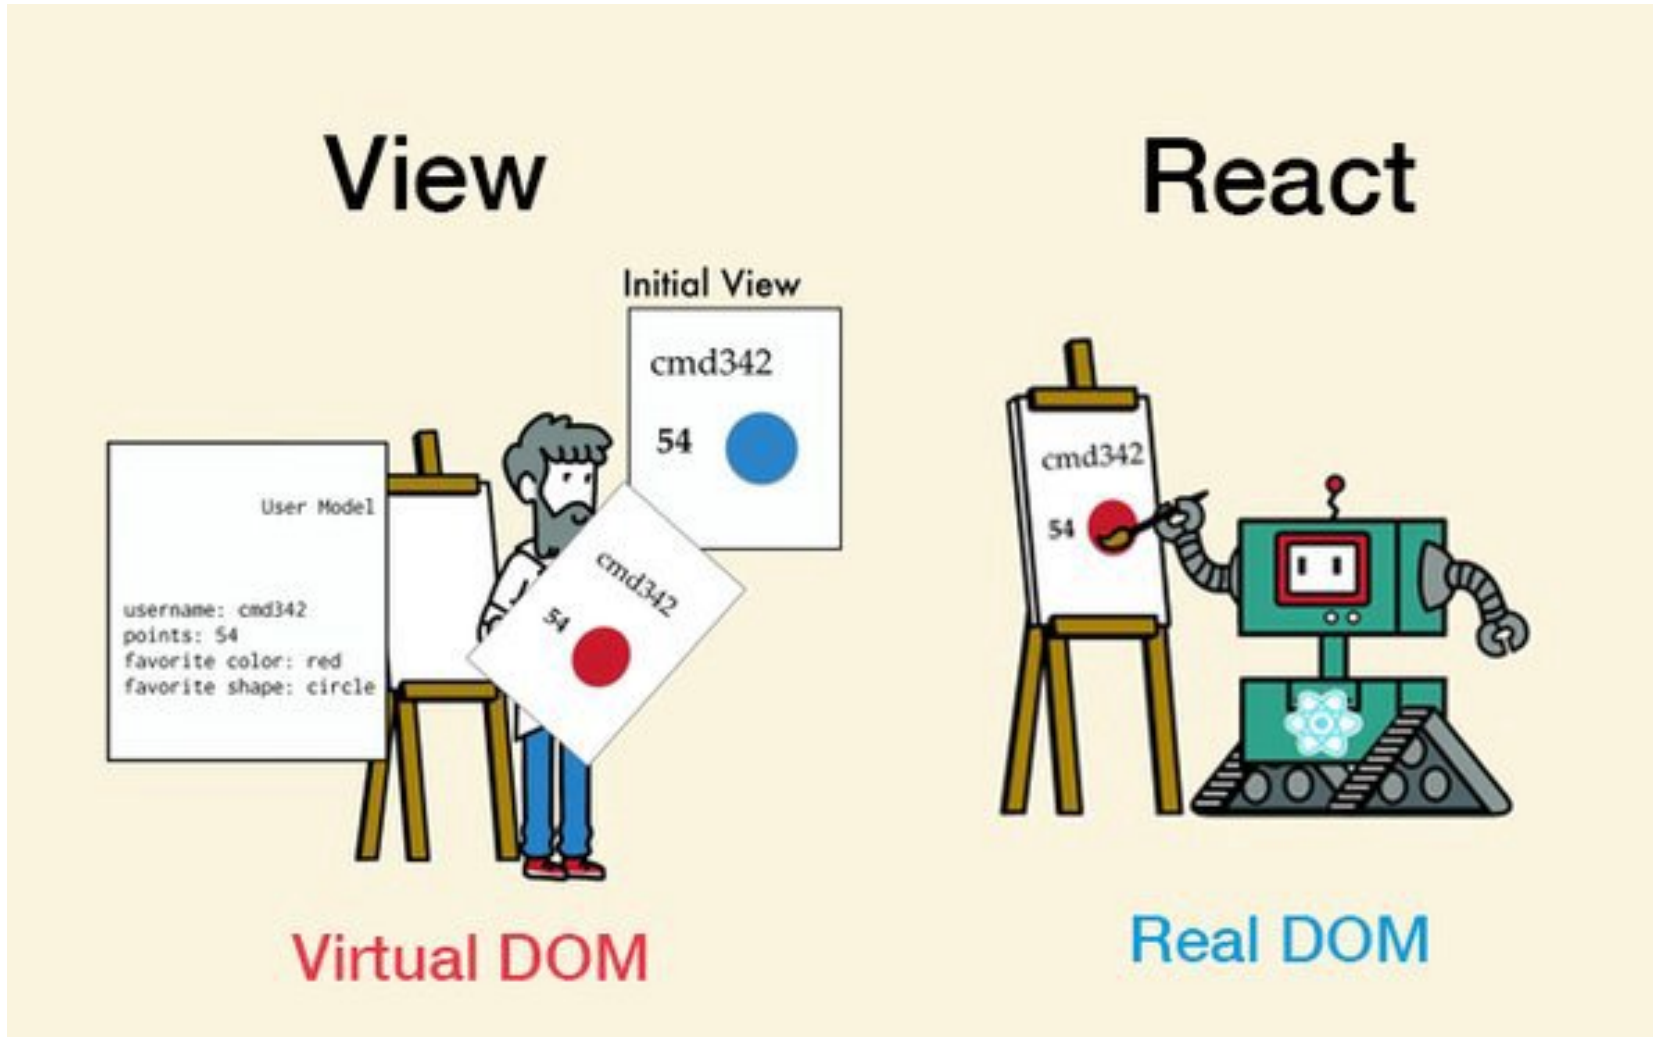 View
React
Initial View
cmd342
54
User Model
username: cmd342
points: 54
favorite color: red
favorite shape: circle
cmd342
54
cmd342
54
Virtual DOM
Real DOM